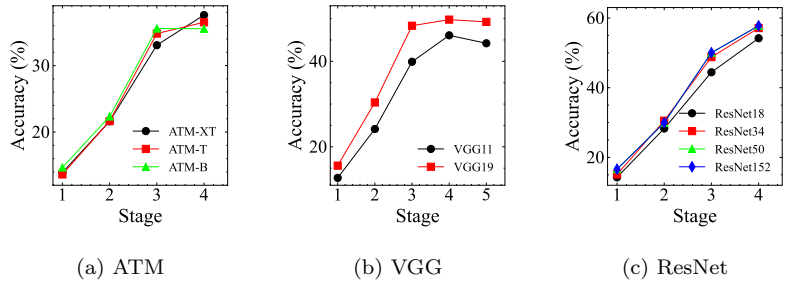 Accuracy (%)
30
20
ATM-XT
ATM-T
ATM-B
1 2 3 4
Stage
(a) ATM
Accuracy (%)
40
20
VGG11
VGG19
1 2 3 4 5
Stage
(b) VGG
Accuracy (%)
60
40
20
ResNet18
ResNet34
ResNet50
ResNet152
1 2 3 4
Stage
(c) ResNet